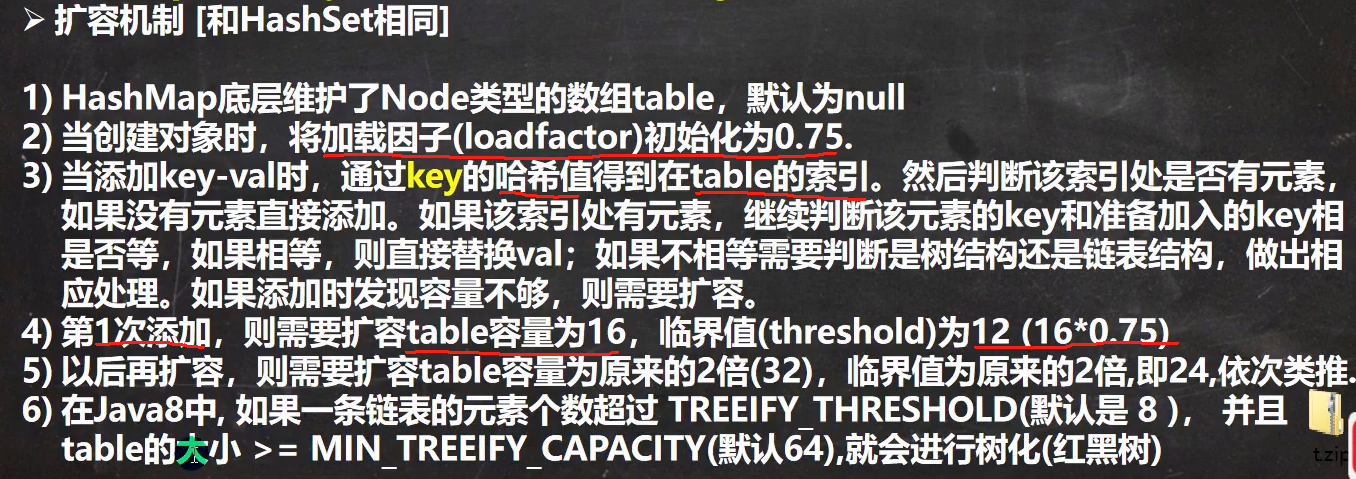 ➢ 扩容机制 [和HashSet相同]
1) HashMap底层维护了Node类型的数组table，默认为null
2) 当创建对象时，将加载因子(loadfactor)初始化为0.75.
3) 当添加key-val时，通过key的哈希值得到在table的索引。然后判断该索引处是否有元素，
如果没有元素直接添加。如果该索引处有元素，继续判断该元素的key和准备加入的key相
是否等，如果相等，则直接替换val；如果不相等需要判断是树结构还是链表结构，做出相
应处理。如果添加时发现容量不够，则需要扩容。
4) 第1次添加，则需要扩容table容量为16，临界值(threshold)为12 (16*0.75)
5) 以后再扩容，则需要扩容table容量为原来的2倍(32)，临界值为原来的2倍,即24,依次类推.
6) 在Java8中, 如果一条链表的元素个数超过 TREEIFY_THRESHOLD(默认是 8 )， 并且
table的大小 >= MIN_TREEIFY_CAPACITY(默认64),就会进行树化(红黑树)
t.zip